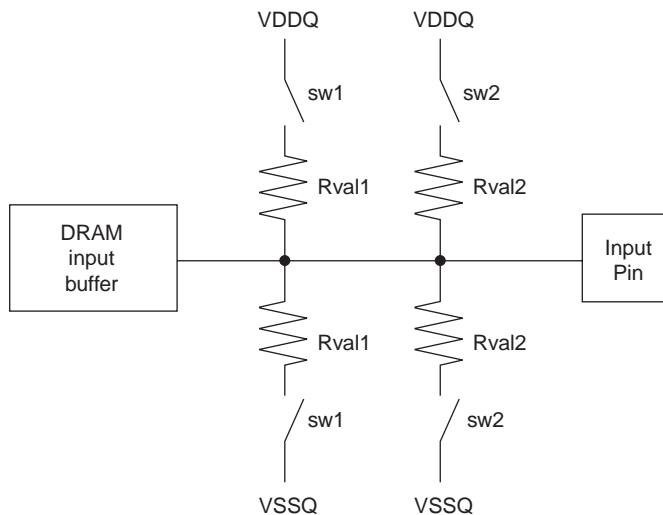 VDDQ VDDQ
sw1 sw2
Rval1 Rval2
DRAM
input
buffer
Input
Pin
Rval1 Rval2
sw1 sw2
VSSQ VSSQ